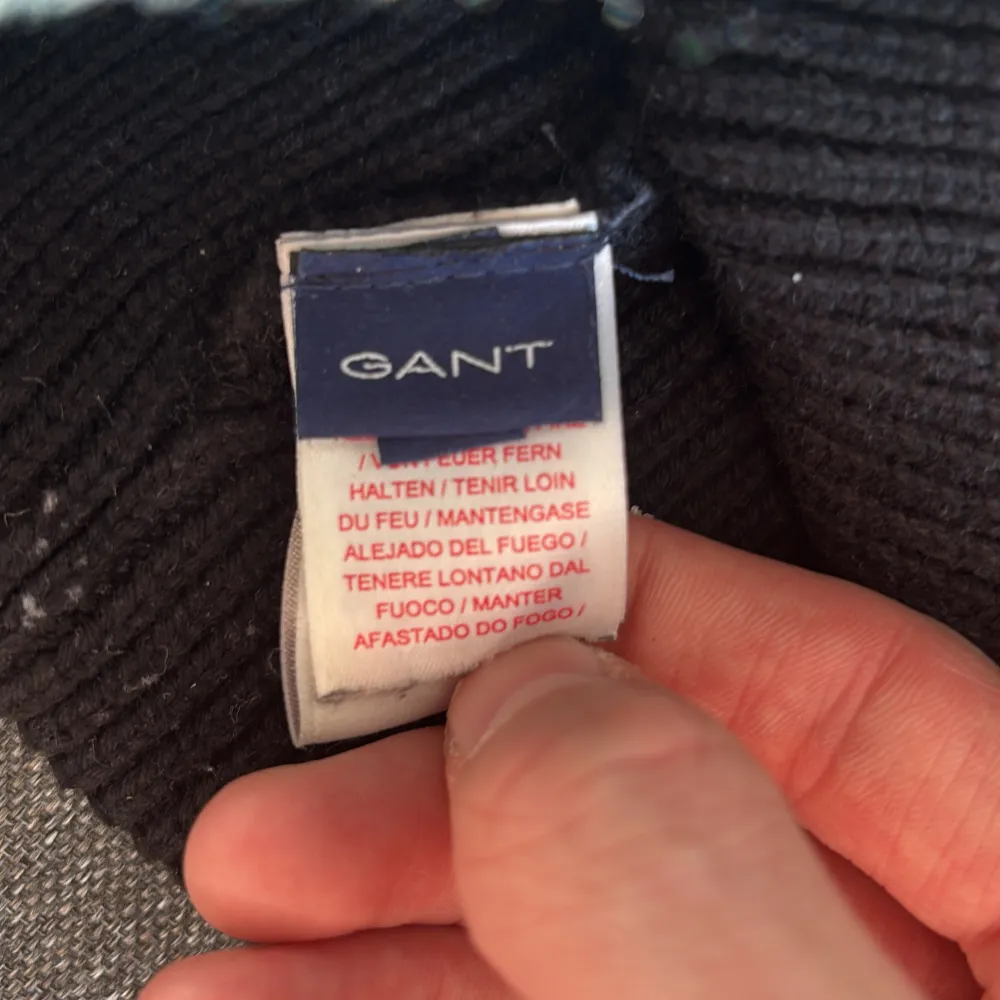 GANT
FEUER FERN
HALTEN / TENIR LOIN
DU FEU / MANTENGASE
ALEJADO DEL FUEGO /
TENERE LONTANO DAL
FUOCO / MANTER
AFASTADO DO FOGO /